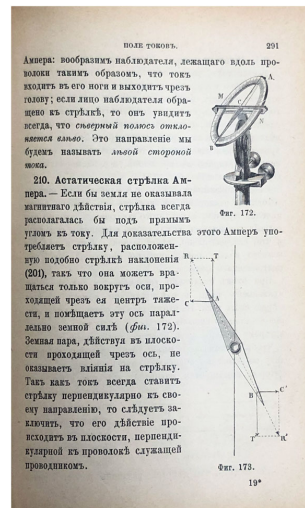 ПОЛЕ ТОКОВЪ. 291
Ампера: вообразимъ наблюдателя, лежащаго вдоль про-
волоки такимъ образомъ, что токъ
входитъ въ его ноги и выходитъ чрезъ
голову; если лицо наблюдателя обра-
щено къ стрѣлкѣ, то онъ увидитъ
всегда, что сѣверный полюсъ откло-
няется влѣво. Это направленіе мы
будемъ называть лѣвой стороной
тока.
A.
M
C
N
B
Фиг. 172.
210. Астатическая стрѣлка Ам-
пера. — Если бы земля не оказывала
магнитнаго дѣйствія, стрѣлка всегда
располагалась бы подъ прямымъ
угломъ къ току. Для доказательства этого Амперъ упо-
требляетъ стрѣлку, расположен-
ную подобно стрѣлкѣ наклоненія
(201), такъ что она можетъ вра-
щаться только вокругъ оси, про-
ходящей чрезъ ея центръ тяже-
сти, и помѣщаетъ эту ось парал-
лельно земной силѣ (фиг. 172).
Земная пара, дѣйствуя въ плоско-
сти проходящей чрезъ ось, не
оказываетъ вліянія на стрѣлку.
Такъ какъ токъ всегда ставитъ
стрѣлку перпендикулярно къ сво-
ему направленію, то слѣдуетъ за-
ключить, что его дѣйствіе про-
исходитъ въ плоскости, перпенди-
кулярной къ проволокѣ служащей
проводникомъ.
R T
C A
B C'
T' R'
Фиг. 173.
19*